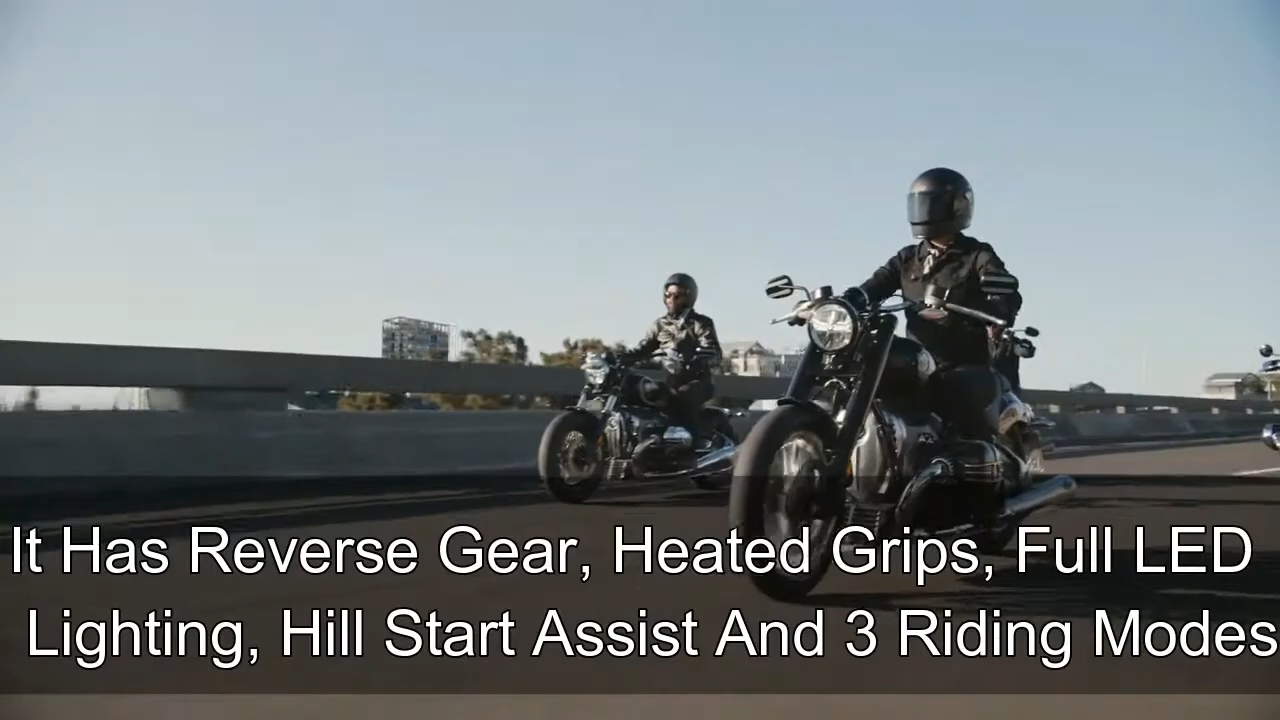 It Has Reverse Gear, Heated Grips, Full LED
Lighting, Hill Start Assist And 3 Riding Modes